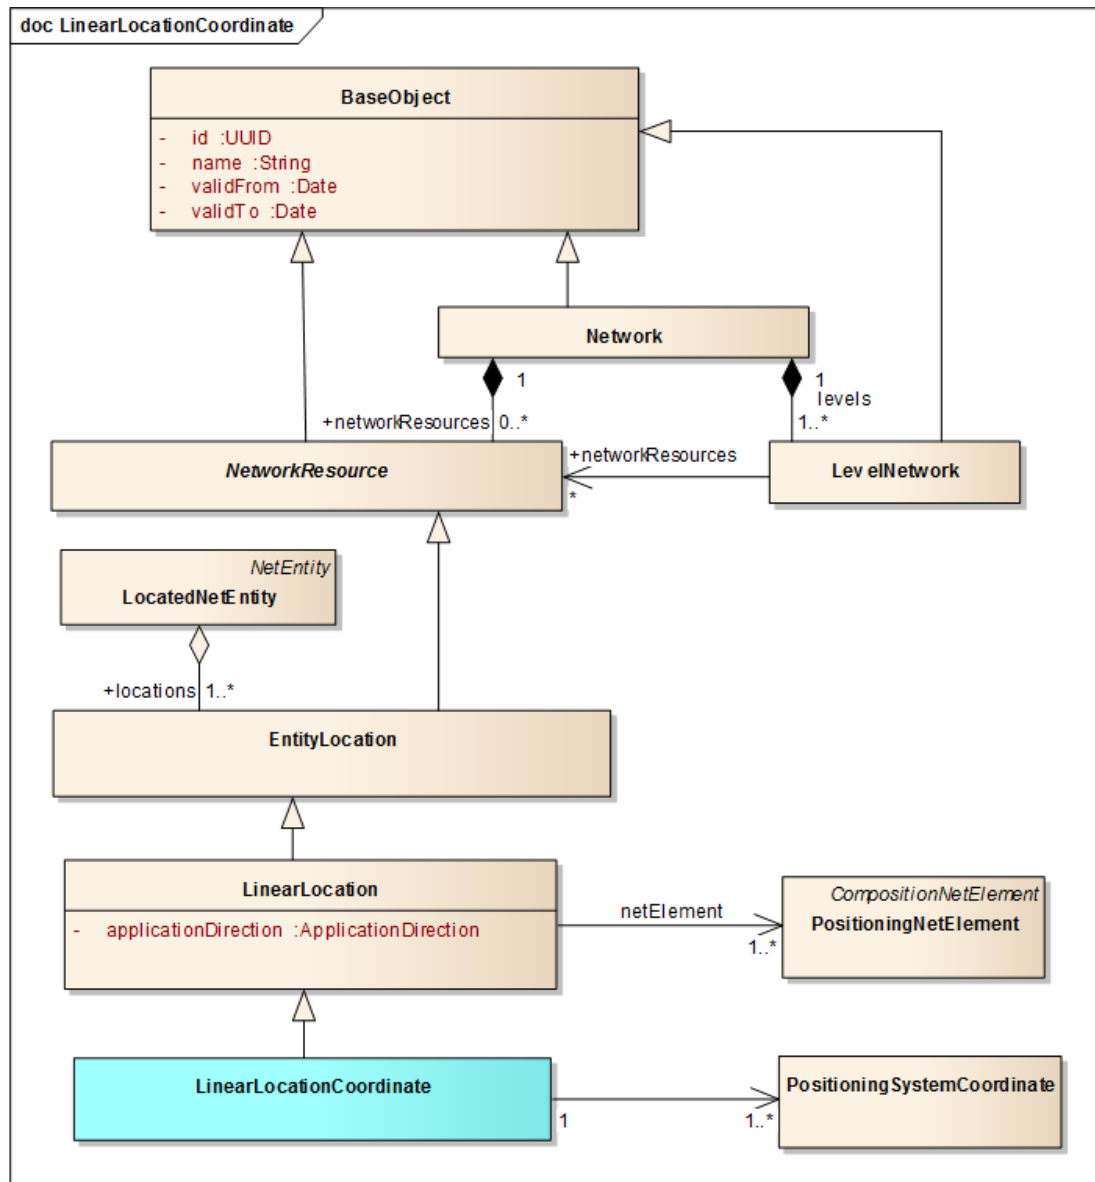 doc LinearLocationCoordinate
BaseObject
- id :UUID
- name :String
- validFrom :Date
- validTo :Date
Network
1
1
levels
+networkResources 0..*
1..*
NetworkResource
+networkResources
*
LevelNetwork
NetEntity
LocatedNetEntity
+locations 1..*
EntityLocation
LinearLocation
- applicationDirection :ApplicationDirection
netElement
1..*
CompositionNetElement
PositioningNetElement
LinearLocationCoordinate
1
1..*
PositioningSystemCoordinate